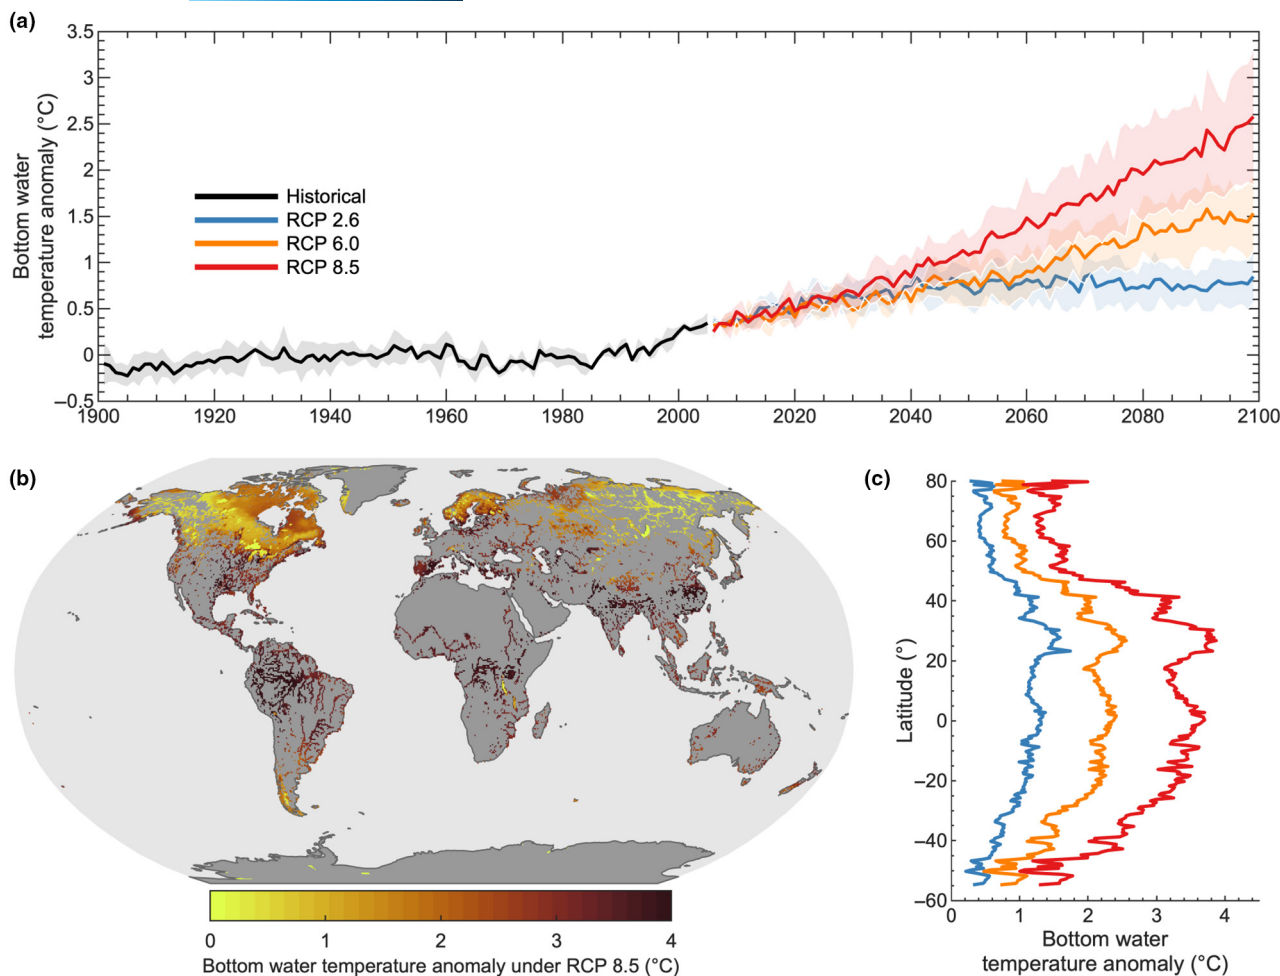 (a)
3.5
3
2.5
2
1.5
1
0.5
0
–0.5
Bottom water
temperature anomaly (°C)
Historical
RCP 2.6
RCP 6.0
RCP 8.5
1900 1920 1940 1960 1980 2000 2020 2040 2060 2080 2100
(b)
0 1 2 3 4
Bottom water temperature anomaly under RCP 8.5 (°C)
(c)
80
60
40
20
0
–20
–40
–60
Latitude (°)
0 1 2 3 4
Bottom water
temperature anomaly (°C)